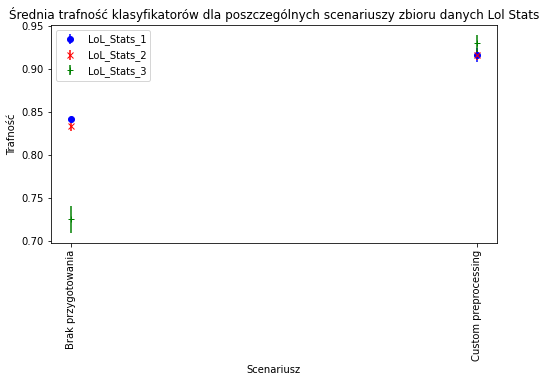 Średnia trafność klasyfikatorów dla poszczególnych scenariuszy zbioru danych Lol Stats
LoL_Stats_1
LoL_Stats_2
LoL_Stats_3
Trafność
0.95
0.90
0.85
0.80
0.75
0.70
Brak przygotowania
Custom preprocessing
Scenariusz